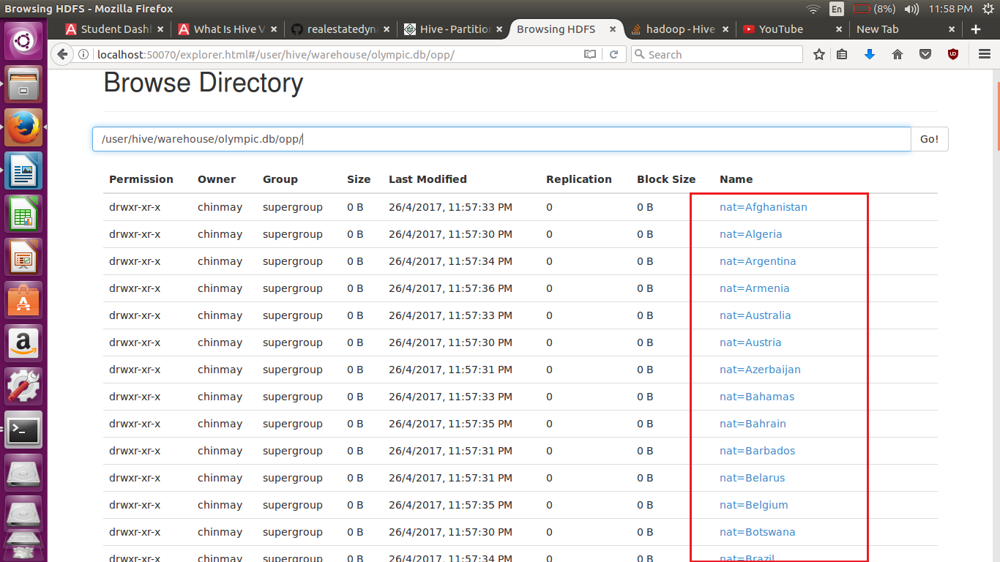 Browsing HDFS - Mozilla Firefox En (8%) 11:58 PM
Student Dash What Is Hive V realestatedyn Hive - Partition Browsing HDFS hadoop - Hive YouTube New Tab
localhost:50070/explorer.html#/user/hive/warehouse/olympic.db/opp/ Search
Browse Directory
/user/hive/warehouse/olympic.db/opp/ Go!
Permission Owner Group Size Last Modified Replication Block Size Name
drwxr-xr-x chinmay supergroup 0 B 26/4/2017, 11:57:33 PM 0 0 B nat=Afghanistan
drwxr-xr-x chinmay supergroup 0 B 26/4/2017, 11:57:30 PM 0 0 B nat=Algeria
drwxr-xr-x chinmay supergroup 0 B 26/4/2017, 11:57:34 PM 0 0 B nat=Argentina
drwxr-xr-x chinmay supergroup 0 B 26/4/2017, 11:57:36 PM 0 0 B nat=Armenia
drwxr-xr-x chinmay supergroup 0 B 26/4/2017, 11:57:33 PM 0 0 B nat=Australia
drwxr-xr-x chinmay supergroup 0 B 26/4/2017, 11:57:30 PM 0 0 B nat=Austria
drwxr-xr-x chinmay supergroup 0 B 26/4/2017, 11:57:31 PM 0 0 B nat=Azerbaijan
drwxr-xr-x chinmay supergroup 0 B 26/4/2017, 11:57:33 PM 0 0 B nat=Bahamas
drwxr-xr-x chinmay supergroup 0 B 26/4/2017, 11:57:35 PM 0 0 B nat=Bahrain
drwxr-xr-x chinmay supergroup 0 B 26/4/2017, 11:57:31 PM 0 0 B nat=Barbados
drwxr-xr-x chinmay supergroup 0 B 26/4/2017, 11:57:31 PM 0 0 B nat=Belarus
drwxr-xr-x chinmay supergroup 0 B 26/4/2017, 11:57:35 PM 0 0 B nat=Belgium
drwxr-xr-x chinmay supergroup 0 B 26/4/2017, 11:57:30 PM 0 0 B nat=Botswana
drwxr-xr-x chinmay supergroup 0 B 26/4/2017, 11:57:34 PM 0 0 B nat=Brazil